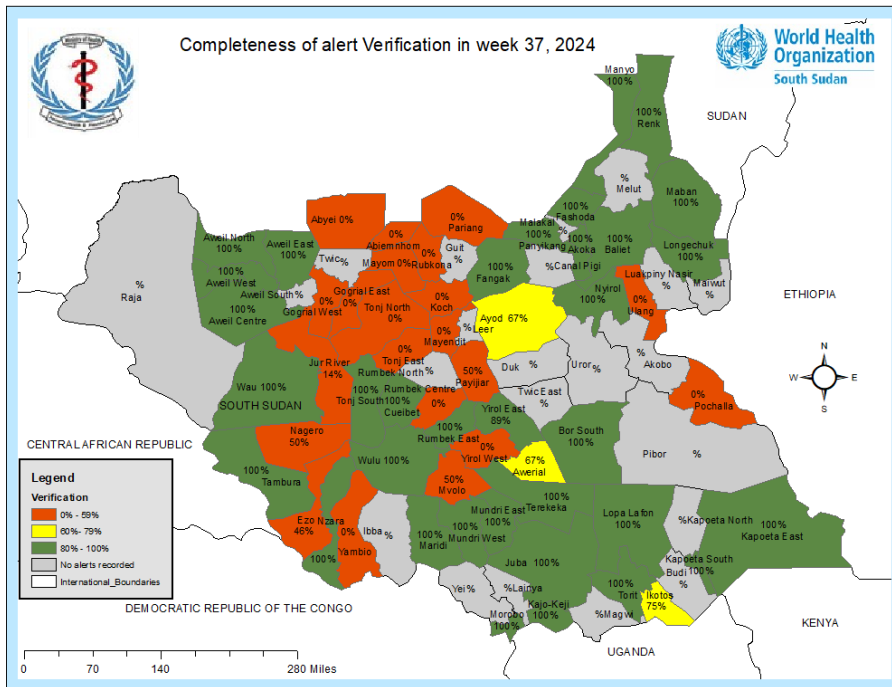 Completeness of alert Verification in week 37, 2024
World Health
Organization
South Sudan
Ministry of Health
Manyo
100%
100%
Renk
SUDAN
%
Melut
Maban
100%
Abyei 0%
0%
Pariang
100%
Fashoda
Malakal
100%
Panyikang
%
100%
Akoka
100%
Baliet
Longechuk
100%
Aweil North
100%
Aweil East
100%
0%
Abiemnhom
Guit
%
Twic
%
Mayom 0%
0%
Rubkona
100%
Fangak
%Canal Pigi
Luakpiny Nasir
%
Maiwut
%
100%
Aweil West
%
Raja
Aweil South
%
Gogrial East
0%
0%
Gogrial West
Tonj North
0%
0%
Koch
Nyirol
100%
0%
Ulang
ETHIOPIA
100%
Aweil Centre
Ayod 67%
%
Leer
0%
Mayendit
Jur River
14%
0%
Tonj East
Rumbek North
%
50%
Payijiar
Duk
%
Uror
%
%
Akobo
N
W
E
S
Wau 100%
SOUTH SUDAN
100%
Tonj
South
Rumbek Centre
100%
Cueibet
0%
Twic East
%
0%
Pochalla
Yirol East
89%
Nagero
50%
100%
Rumbek East
Bor South
100%
CENTRAL AFRICAN REPUBLIC
0%
Yirol West
67%
Awerial
Pibor
%
Wulu 100%
100%
Tambura
50%
Mvolo
Legend
Verification
0% - 59%
60%- 79%
80% - 100%
No alerts recorded
International_Boundaries
100%
Terekeka
Mundri East
100%
Lopa Lafon
100%
%Kapoeta North
100%
Kapoeta East
Ezo
46%
Nzara
0%
Yambio
100%
Ibba
%
100%
Maridi
100%
Mundri West
Juba
100%
Kapoeta South
100%
Budi
%
Yei%
%Lainya
100%
Torit
Ikotos
75%
DEMOCRATIC REPUBLIC OF THE CONGO
Morobo
100%
Kajo-Keji
100%
%Magwi
KENYA
UGANDA
0
70
140
280 Miles